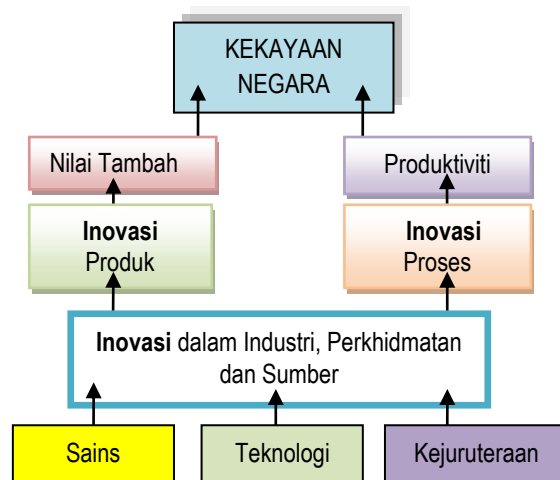 KEKAYAAN
NEGARA
Nilai Tambah
Produktiviti
Inovasi
Produk
Inovasi
Proses
Inovasi dalam Industri, Perkhidmatan
dan Sumber
Sains
Teknologi
Kejuruteraan